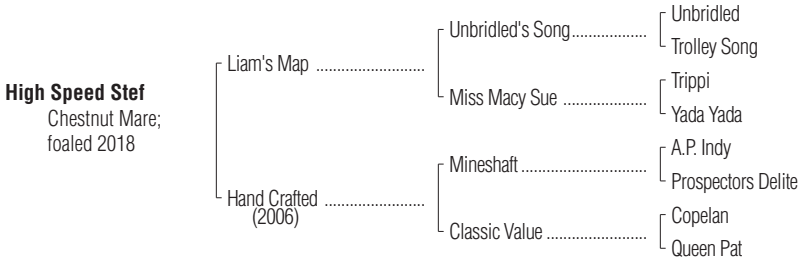 High Speed Stef
Chestnut Mare;
foaled 2018
Liam's Map ..........................
Hand Crafted ........................
(2006)
Unbridled's Song..................
Miss Macy Sue ....................
Mineshaft..............................
Classic Value ........................
Unbridled
Trolley Song
Trippi
Yada Yada
A.P. Indy
Prospectors Delite
Copelan
Queen Pat